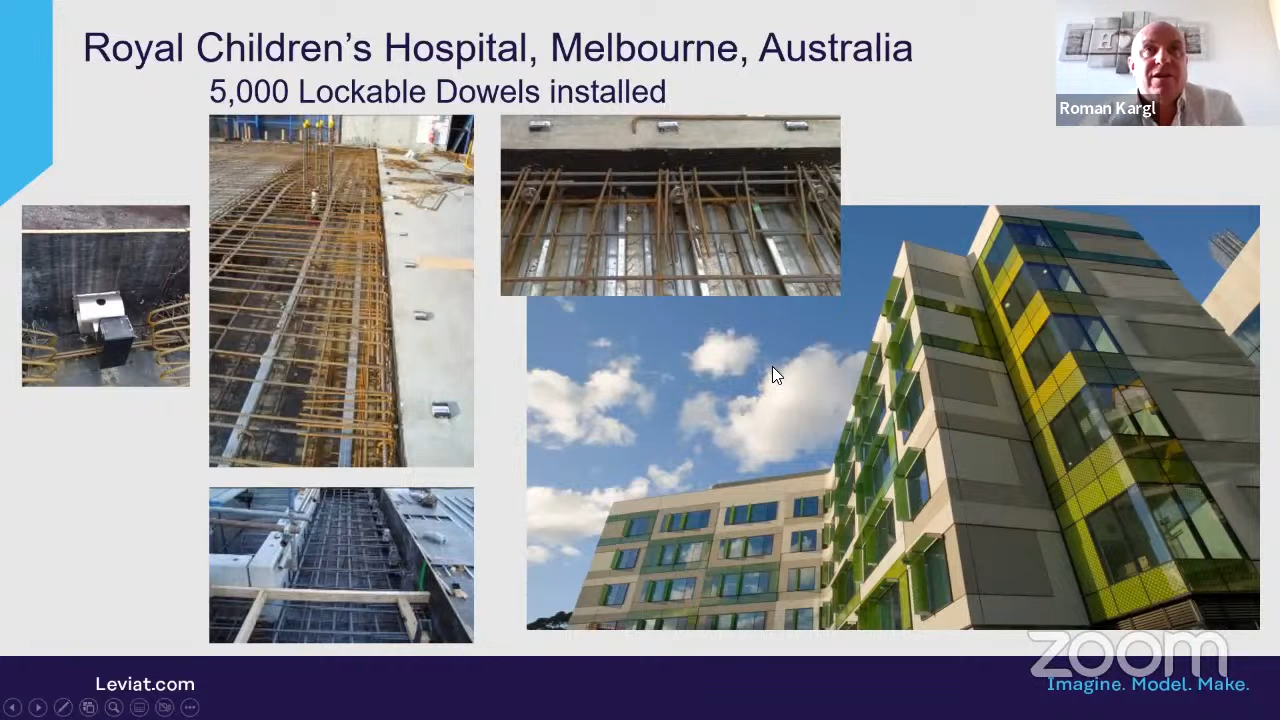 Royal Children's Hospital, Melbourne, Australia
5,000 Lockable Dowels installed
Roman Kargl
H
zoom
Leviat.com
Imagine. Model. Make.